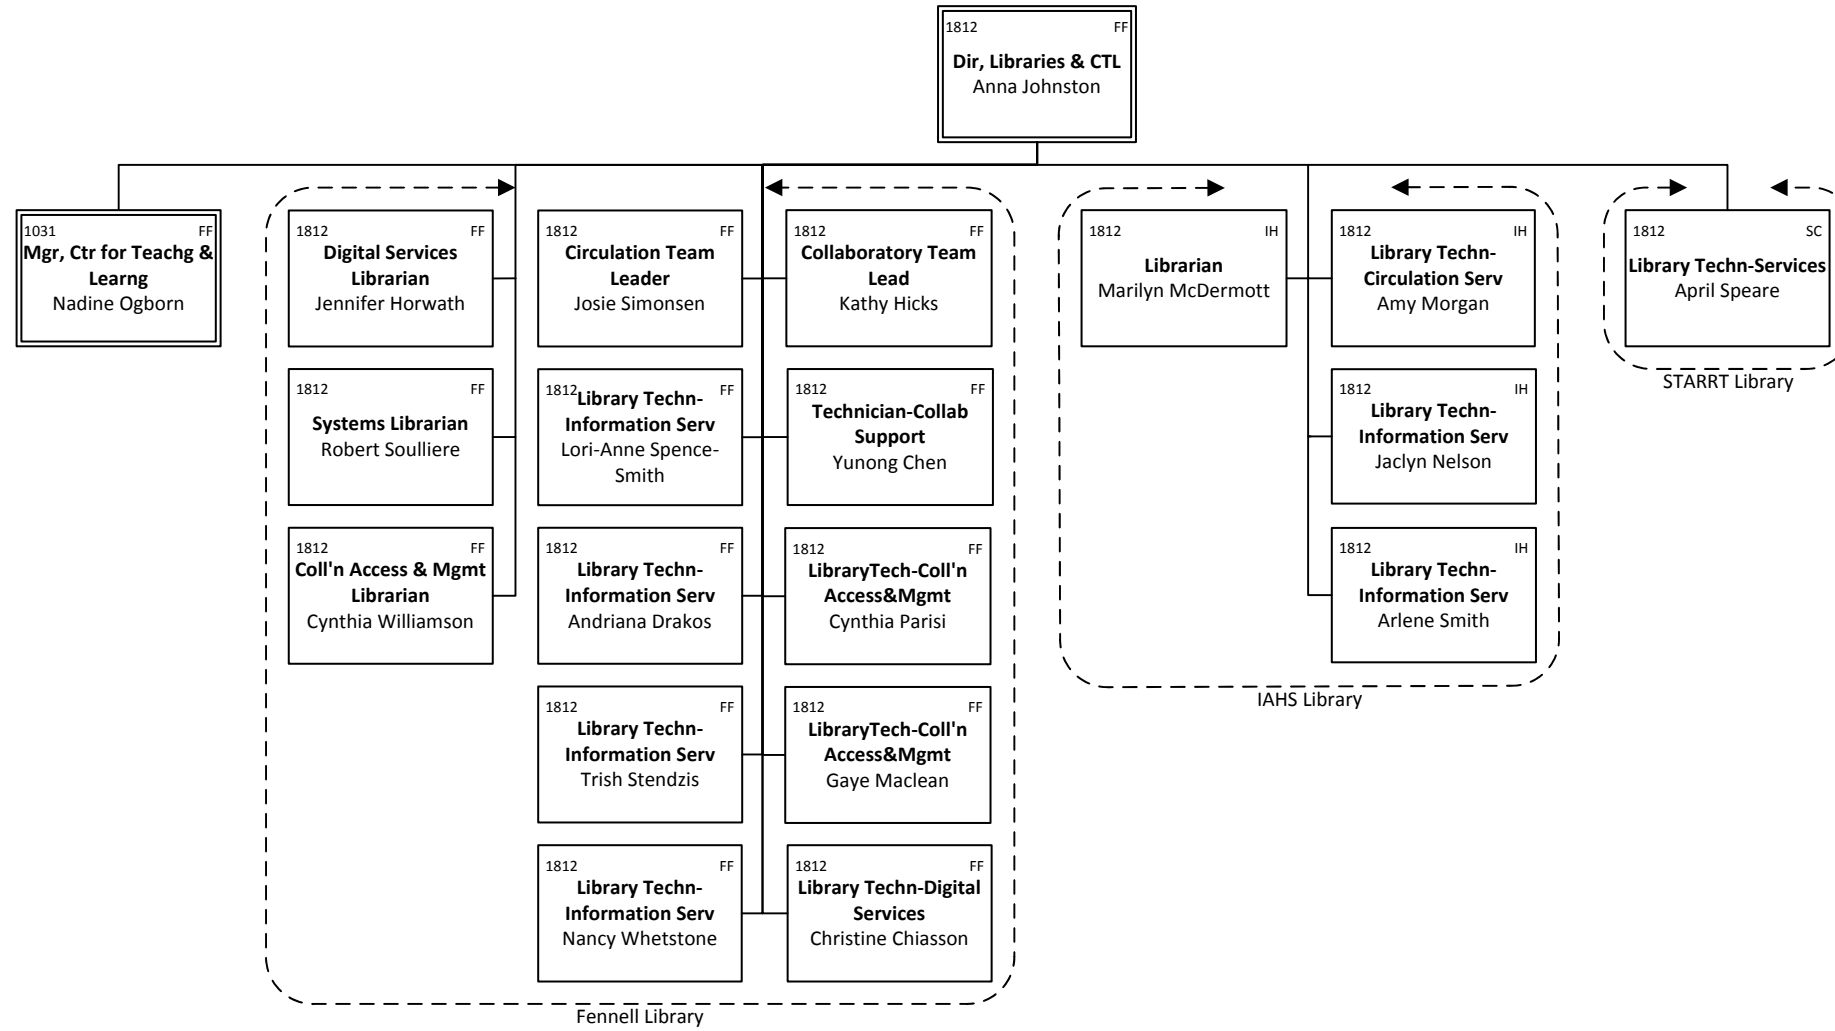 1812 FF
Dir, Libraries & CTL
Anna Johnston
1031 FF
Mgr, Ctr for Teachg &
Learng
Nadine Ogborn
1812 FF
Digital Services
Librarian
Jennifer Horwath
1812 FF
Systems Librarian
Robert Soulliere
1812 FF
Coll'n Access & Mgmt
Librarian
Cynthia Williamson
1812 FF
Circulation Team
Leader
Josie Simonsen
1812 FF
Library Techn-
Information Serv
Lori-Anne Spence-
Smith
1812 FF
Library Techn-
Information Serv
Andriana Drakos
1812 FF
Library Techn-
Information Serv
Trish Stendzis
1812 FF
Library Techn-
Information Serv
Nancy Whetstone
1812 FF
Collaboratory Team
Lead
Kathy Hicks
1812 FF
Technician-Collab
Support
Yunong Chen
1812 FF
LibraryTech-Coll'n
Access&Mgmt
Cynthia Parisi
1812 FF
LibraryTech-Coll'n
Access&Mgmt
Gaye Maclean
1812 FF
Library Techn-Digital
Services
Christine Chiasson
Fennell Library
1812 IH
Librarian
Marilyn McDermott
1812 IH
Library Techn-
Circulation Serv
Amy Morgan
1812 IH
Library Techn-
Information Serv
Jaclyn Nelson
1812 IH
Library Techn-
Information Serv
Arlene Smith
IAHS Library
1812 SC
Library Techn-Services
April Speare
STARRT Library